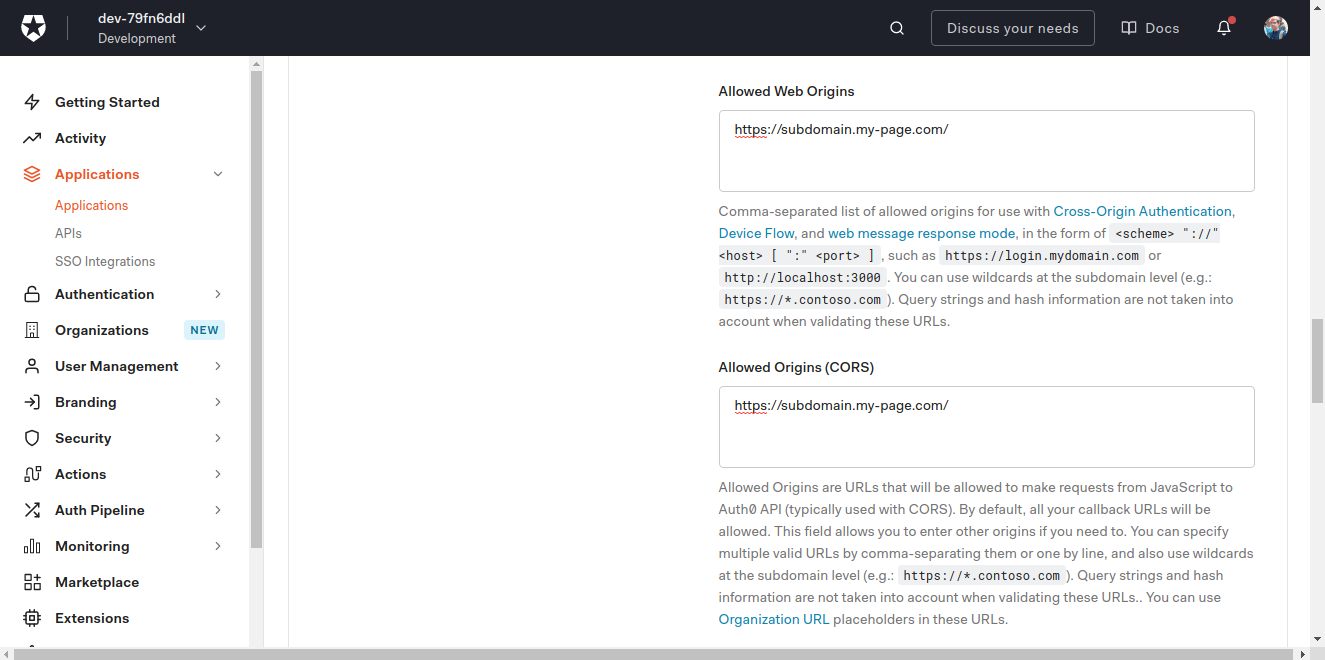 dev-79fn6ddl
Development
Discuss your needs
Docs
Getting Started
Activity
Applications
Applications
APIs
SSO Integrations
Authentication
Organizations NEW
User Management
Branding
Security
Actions
Auth Pipeline
Monitoring
Marketplace
Extensions
Allowed Web Origins
https://subdomain.my-page.com/
Comma-separated list of allowed origins for use with Cross-Origin Authentication,
Device Flow, and web message response mode, in the form of <scheme> "://"
<host> [ ":" <port> ] , such as https://login.mydomain.com or
http://localhost:3000 . You can use wildcards at the subdomain level (e.g.:
https://*.contoso.com ). Query strings and hash information are not taken into
account when validating these URLs.
Allowed Origins (CORS)
https://subdomain.my-page.com/
Allowed Origins are URLs that will be allowed to make requests from JavaScript to
Auth0 API (typically used with CORS). By default, all your callback URLs will be
allowed. This field allows you to enter other origins if you need to. You can specify
multiple valid URLs by comma-separating them or one by line, and also use wildcards
at the subdomain level (e.g.: https://*.contoso.com ). Query strings and hash
information are not taken into account when validating these URLs.. You can use
Organization URL placeholders in these URLs.